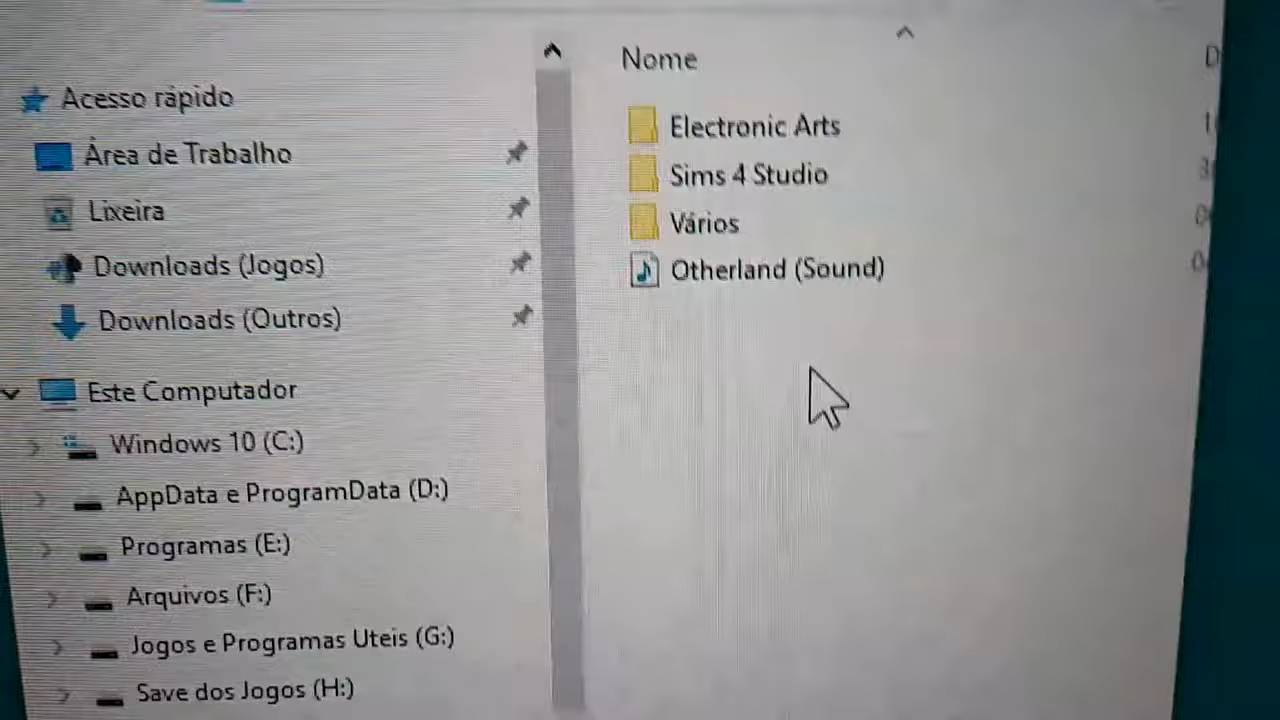 Acesso rápido
Área de Trabalho
Lixeira
Downloads (Jogos)
Downloads (Outros)
Este Computador
Windows 10 (C:)
AppData e ProgramData (D:)
Programas (E:)
Arquivos (F:)
Jogos e Programas Uteis (G:)
Save dos Jogos (H:)
Nome
Electronic Arts
Sims 4 Studio
Vários
Otherland (Sound)